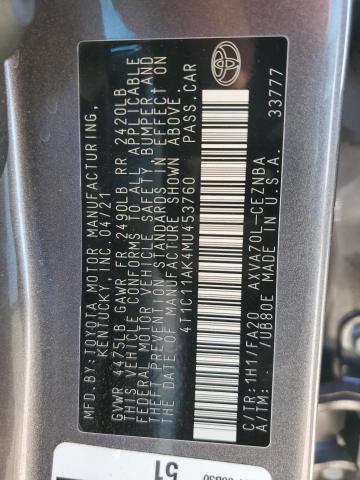 MFD. BY: TOYOTA MOTOR MANUFACTURING,
KENTUCKY, INC. 04/21
GVWR 4475LB GAWR FR 2490LB RR 2420LB
THIS VEHICLE CONFORMS TO ALL APPLICABLE
FEDERAL MOTOR VEHICLE SAFETY, BUMPER, AND
THEFT PREVENTION STANDARDS IN EFFECT ON
THE DATE OF MANUFACTURE SHOWN ABOVE.
4T1C11AK4MU453760 PASS. CAR
C/TR: 1H1/FA20 AXVA70L-CEZNBA
A/TM: -/UB80E MADE IN U.S.A. 33777
51